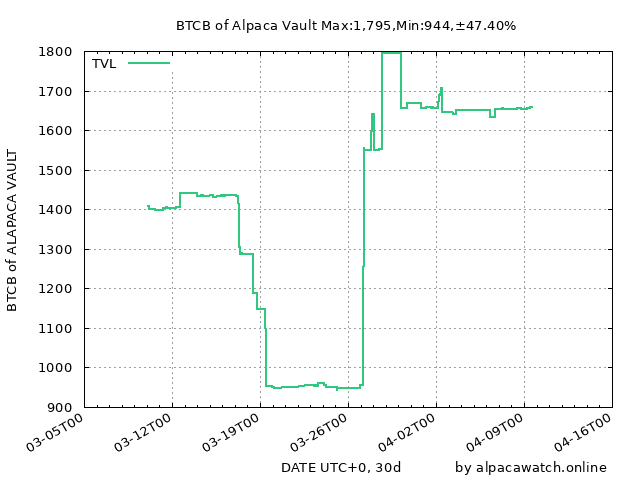 BTCB of Alpaca Vault Max:1,795,Min:944,±47.40%
TVL
BTCB of ALAPACA VAULT
1800
1700
1600
1500
1400
1300
1200
1100
1000
900
03-05T00
03-12T00
03-19T00
03-26T00
04-02T00
04-09T00
04-16T00
DATE UTC+0, 30d
by alpacawatch.online